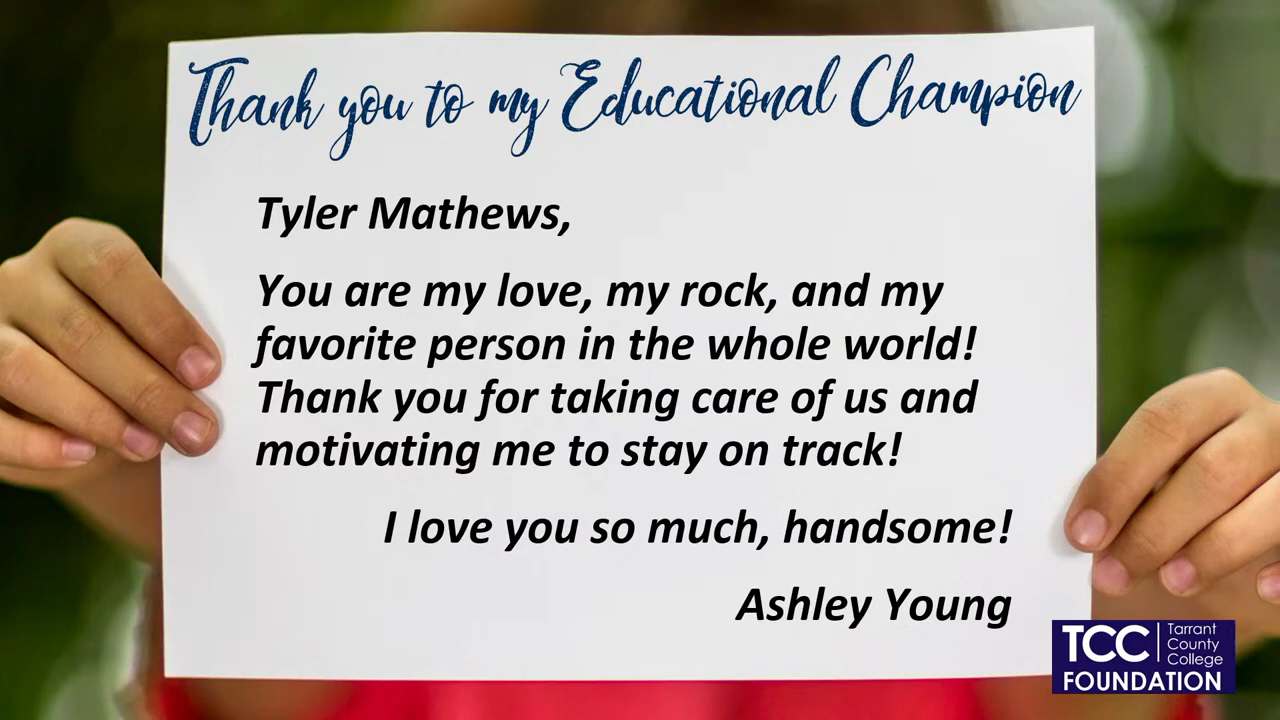 Thank you to my Educational Champion
Tyler Mathews,
You are my love, my rock, and my
favorite person in the whole world!
Thank you for taking care of us and
motivating me to stay on track!
I love you so much, handsome!
Ashley Young
TCC
Tarrant
County
College
FOUNDATION